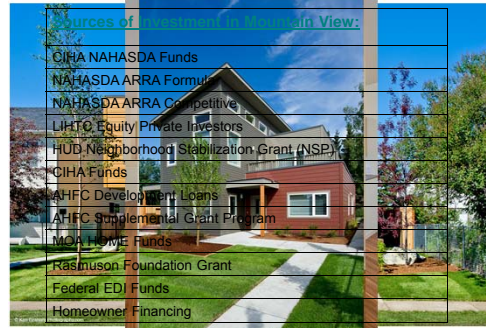 Sources of Investment in Mountain View:
CIHA NAHASDA Funds
NAHASDA ARRA Formula
NAHASDA ARRA Competitive
LIHTC Equity Private Investors
HUD Neighborhood Stabilization Grant (NSP)
CIHA Funds
AHFC Development Loans
AHFC Supplemental Grant Program
MOA HOME Funds
Rasmuson Foundation Grant
Federal EDI Funds
Homeowner Financing